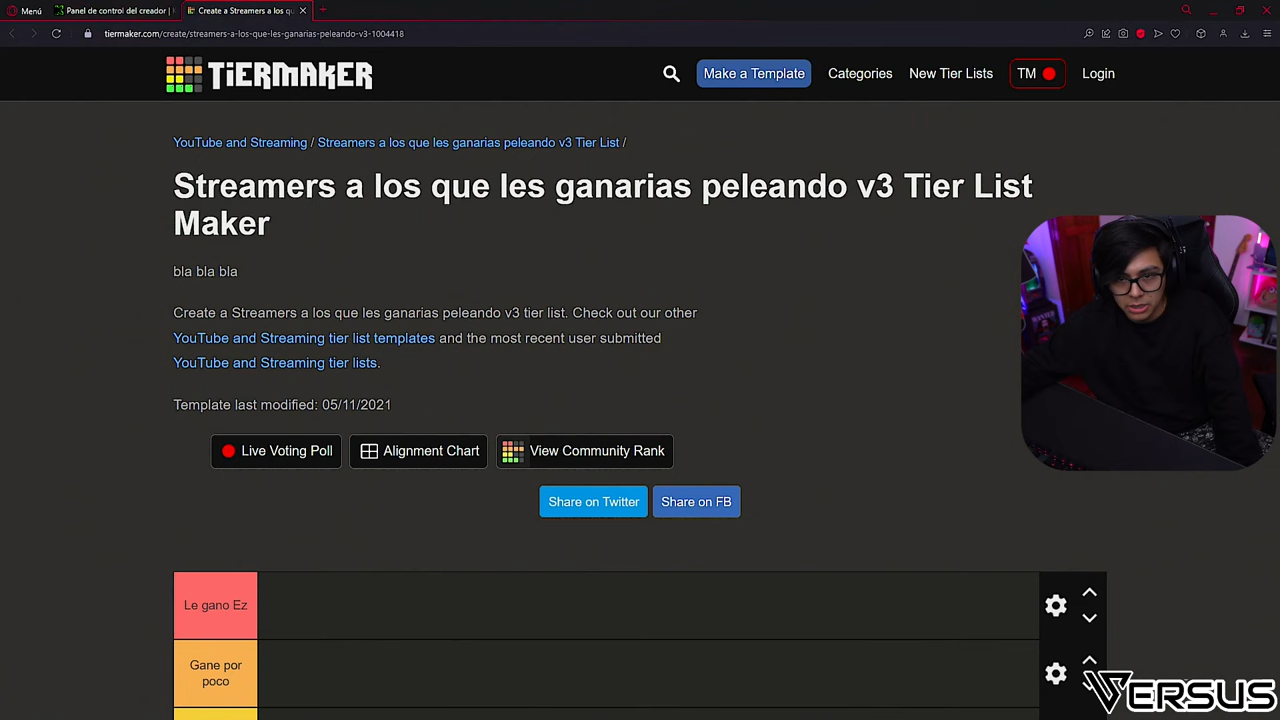 Menú
Panel de control del creador |
Create a Streamers a los qu
tiermaker.com/create/streamers-a-los-que-les-ganarias-peleando-v3-1004418
TiERMAKER
Make a Template
Categories
New Tier Lists
TM
Login
YouTube and Streaming / Streamers a los que les ganarias peleando v3 Tier List /
Streamers a los que les ganarias peleando v3 Tier List
Maker
bla bla bla
Create a Streamers a los que les ganarias peleando v3 tier list. Check out our other
YouTube and Streaming tier list templates and the most recent user submitted
YouTube and Streaming tier lists.
Template last modified: 05/11/2021
Live Voting Poll
Alignment Chart
View Community Rank
Share on Twitter
Share on FB
Le gano Ez
Gane por
poco
VERSUS